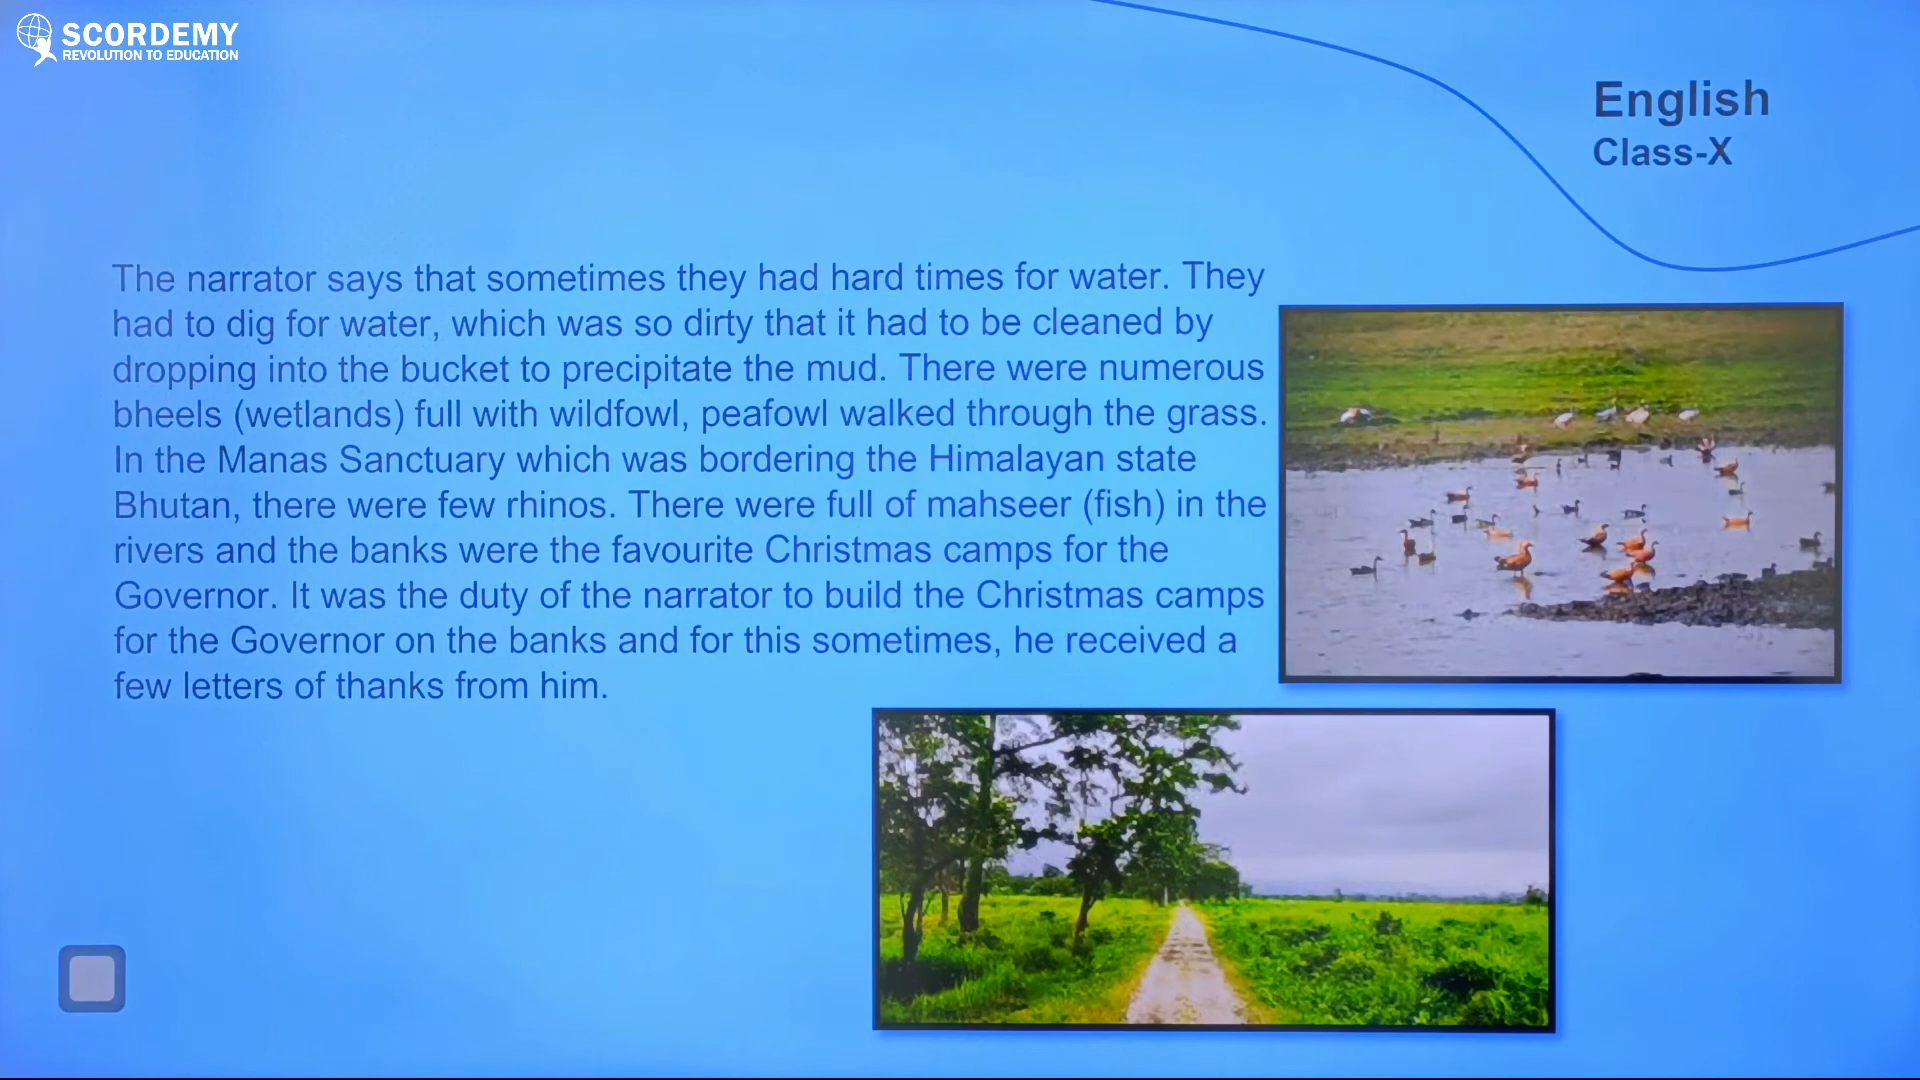 SCORDEMY
REVOLUTION TO EDUCATION
English
Class-X
The narrator says that sometimes they had hard times for water. They
had to dig for water, which was so dirty that it had to be cleaned by
dropping into the bucket to precipitate the mud. There were numerous
bheels (wetlands) full with wildfowl, peafowl walked through the grass.
In the Manas Sanctuary which was bordering the Himalayan state
Bhutan, there were few rhinos. There were full of mahseer (fish) in the
rivers and the banks were the favourite Christmas camps for the
Governor. It was the duty of the narrator to build the Christmas camps
for the Governor on the banks and for this sometimes, he received a
few letters of thanks from him.